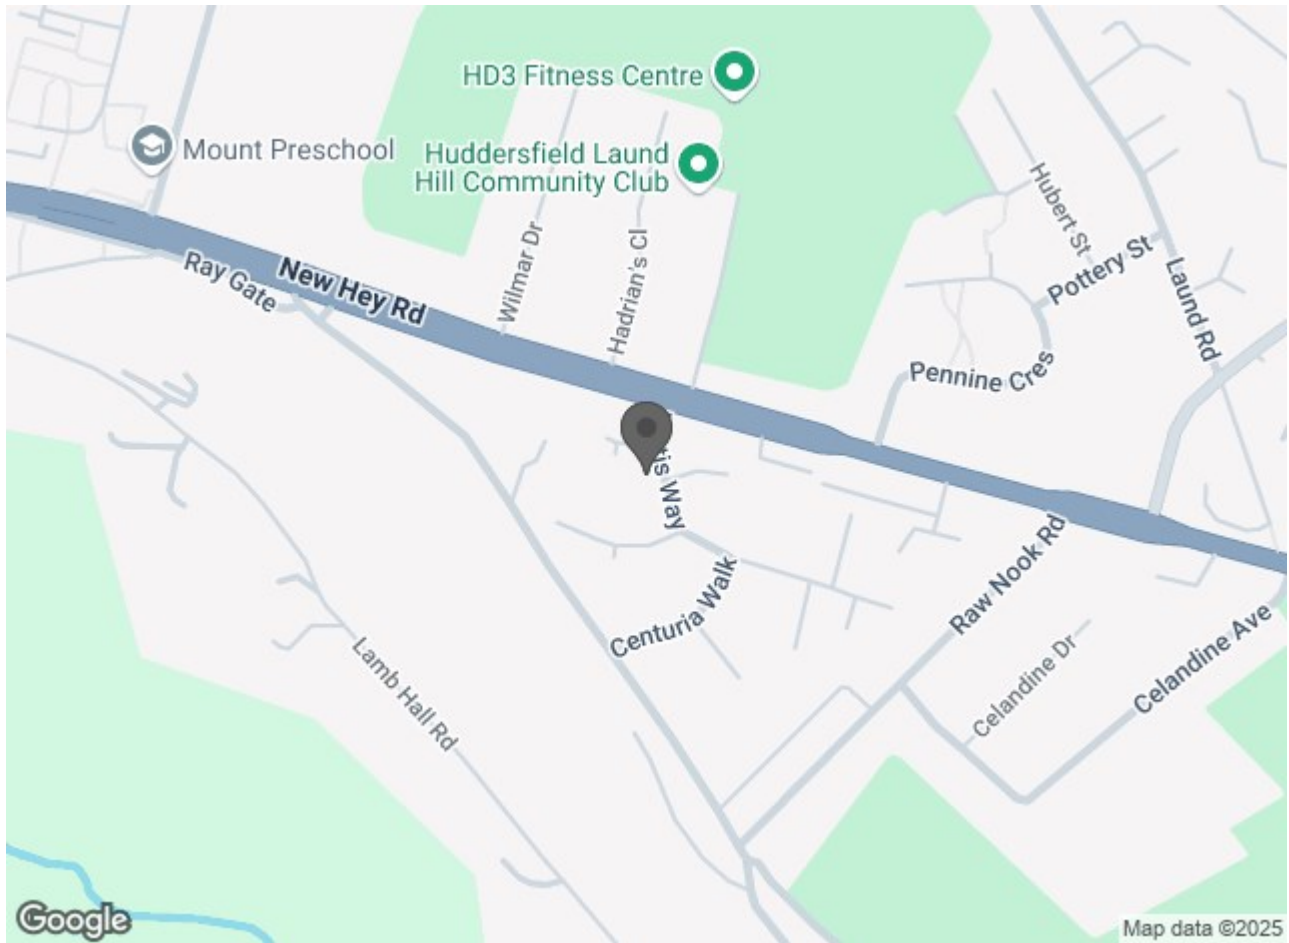 HD3 Fitness Centre
Mount Preschool
Huddersfield Laund
Hill Community Club
Hubert St
Wilmar Dr
Hadrian's Cl
Pottery St
Ray Gate
New Hey Rd
Laund Rd
Pennine Cres
Way
Raw Nook Rd
Centuria Walk
Celandine Dr
Celandine Ave
Lamb Hall Rd
Google
Map data ©2025